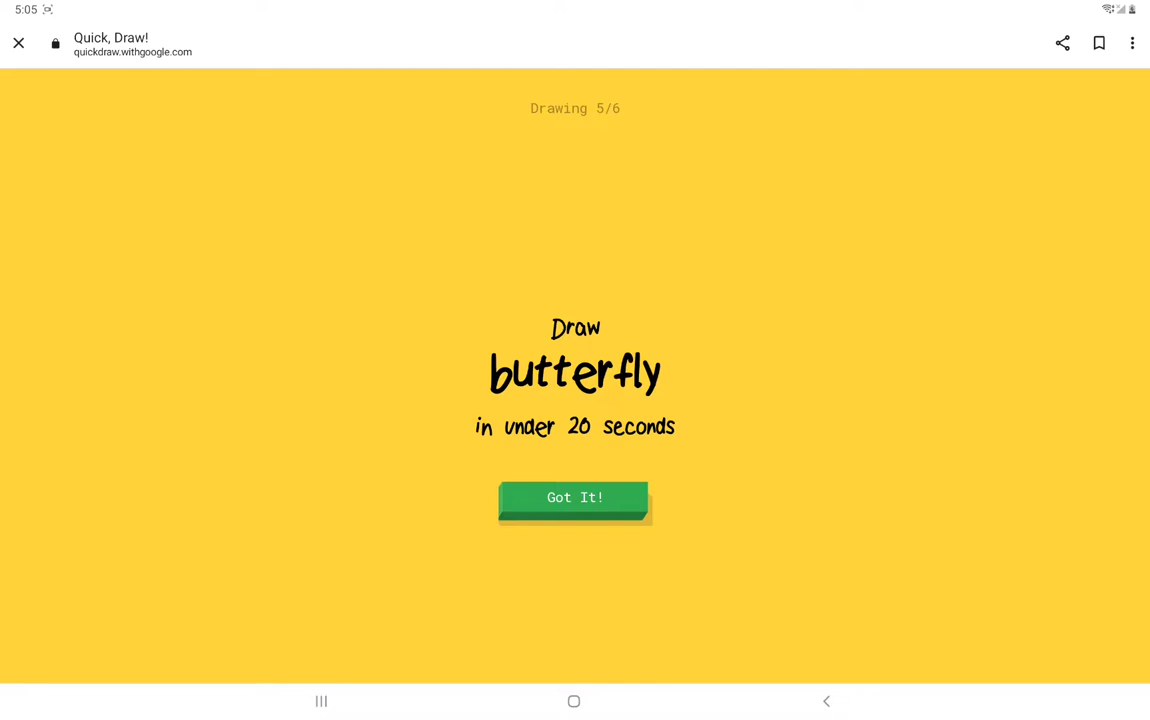 5:05
Quick, Draw!
quickdraw.withgoogle.com
Drawing 5/6
Draw
butterfly
in under 20 seconds
Got It!